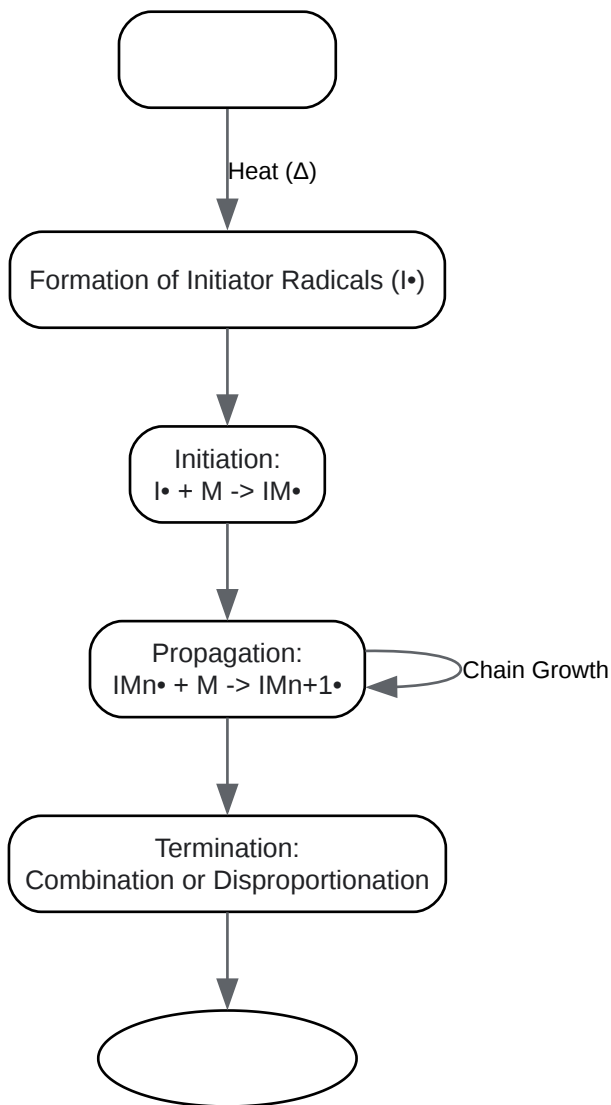 Heat (Δ)
Formation of Initiator Radicals (I•)
Initiation:
I• + M -> IM•
Propagation:
IMn• + M -> IMn+1•
Chain Growth
Termination:
Combination or Disproportionation